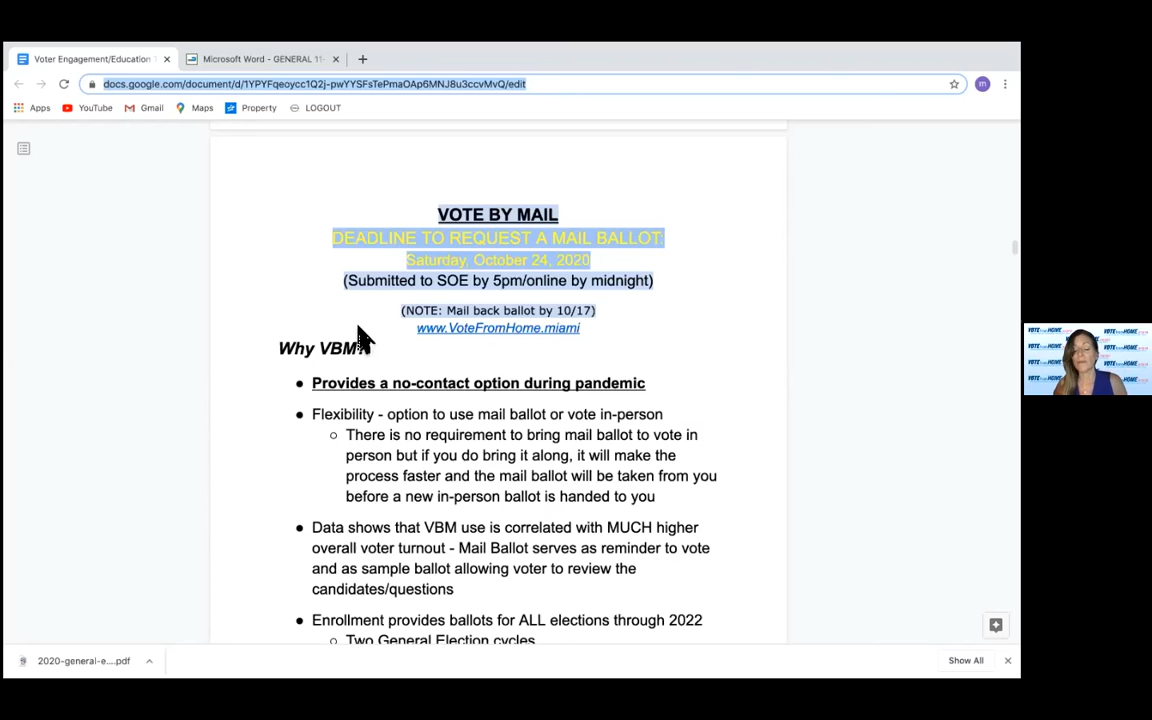 Voter Engagement/Education
Microsoft Word - GENERAL 11-
docs.google.com/document/d/1YPYFqeoycc1Q2j-pwYYSFsTePmaOAp6MNJ8u3ccvMvQ/edit
m
Apps YouTube Gmail Maps Property LOGOUT
VOTE BY MAIL
DEADLINE TO REQUEST A MAIL BALLOT:
Saturday, October 24, 2020
(Submitted to SOE by 5pm/online by midnight)
(NOTE: Mail back ballot by 10/17)
www.VoteFromHome.miami
Why VBM?
● Provides a no-contact option during pandemic
● Flexibility - option to use mail ballot or vote in-person
○ There is no requirement to bring mail ballot to vote in
person but if you do bring it along, it will make the
process faster and the mail ballot will be taken from you
before a new in-person ballot is handed to you
● Data shows that VBM use is correlated with MUCH higher
overall voter turnout - Mail Ballot serves as reminder to vote
and as sample ballot allowing voter to review the
candidates/questions
● Enrollment provides ballots for ALL elections through 2022
○ Two General Election cycles
2020-general-e....pdf
Show All